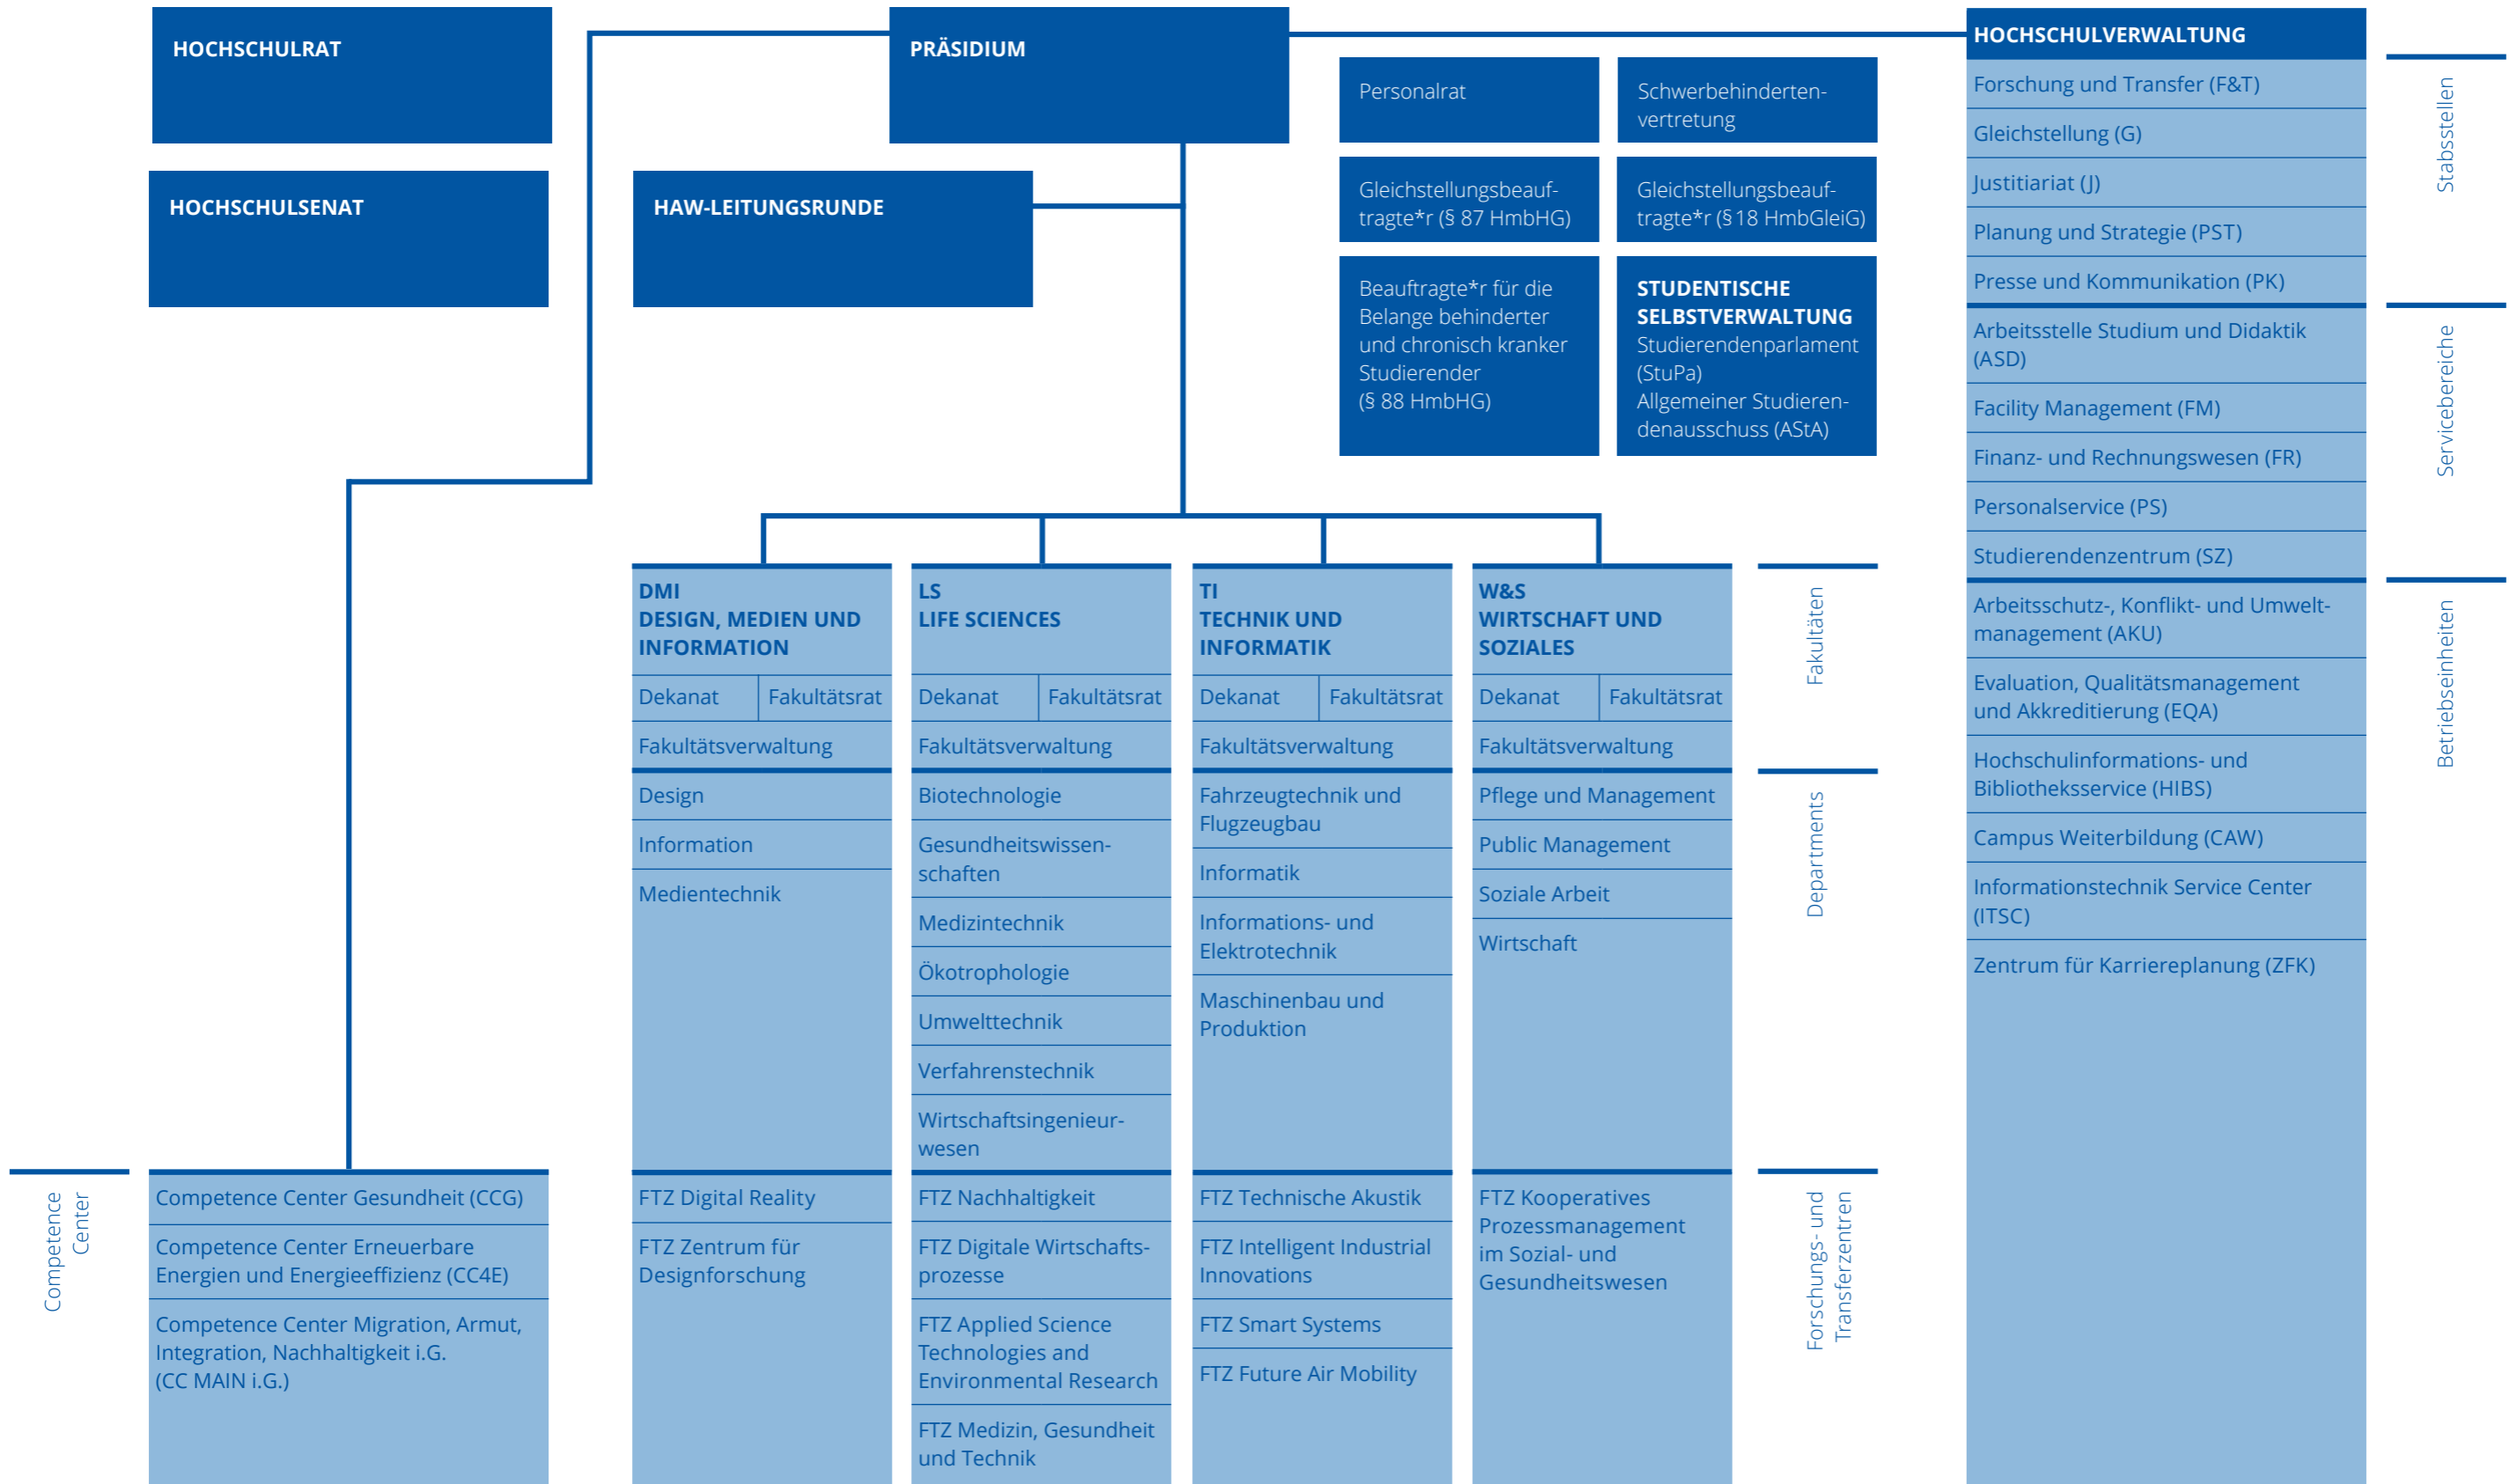 HOCHSCHULRAT
PRÄSIDIUM
HOCHSCHULSENAT
HAW-LEITUNGSRUNDE
Personalrat
Schwerbehinderten-
vertretung
Gleichstellungsbeauf-
tragte*r (§ 87 HmbHG)
Gleichstellungsbeauf-
tragte*r (§ 18 HmbGleiG)
Beauftragte*r für die
Belange behinderter
und chronisch kranker
Studierender
(§ 88 HmbHG)
STUDENTISCHE
SELBSTVERWALTUNG
Studierendenparlament
(StuPa)
Allgemeiner Studieren-
denausschuss (AStA)
HOCHSCHULVERWALTUNG
Stabsstellen
Forschung und Transfer (F&T)
Gleichstellung (G)
Justitiariat (J)
Planung und Strategie (PST)
Presse und Kommunikation (PK)
Servicebereiche
Arbeitsstelle Studium und Didaktik
(ASD)
Facility Management (FM)
Finanz- und Rechnungswesen (FR)
Personalservice (PS)
Studierendenzentrum (SZ)
Betriebseinheiten
Arbeitsschutz-, Konflikt- und Umwelt-
management (AKU)
Evaluation, Qualitätsmanagement
und Akkreditierung (EQA)
Hochschulinformations- und
Bibliotheksservice (HIBS)
Campus Weiterbildung (CAW)
Informationstechnik Service Center
(ITSC)
Zentrum für Karriereplanung (ZFK)
Competence
Center
Competence Center Gesundheit (CCG)
Competence Center Erneuerbare
Energien und Energieeffizienz (CC4E)
Competence Center Migration, Armut,
Integration, Nachhaltigkeit i.G.
(CC MAIN i.G.)
DMI
DESIGN, MEDIEN UND
INFORMATION
Dekanat
Fakultätsrat
Fakultätsverwaltung
Design
Information
Medientechnik
FTZ Digital Reality
FTZ Zentrum für
Designforschung
LS
LIFE SCIENCES
Dekanat
Fakultätsrat
Fakultätsverwaltung
Biotechnologie
Gesundheitswissen-
schaften
Medizintechnik
Ökotrophologie
Umwelttechnik
Verfahrenstechnik
Wirtschaftsingenieur-
wesen
FTZ Nachhaltigkeit
FTZ Digitale Wirtschafts-
prozesse
FTZ Applied Science
Technologies and
Environmental Research
FTZ Medizin, Gesundheit
und Technik
TI
TECHNIK UND
INFORMATIK
Dekanat
Fakultätsrat
Fakultätsverwaltung
Fahrzeugtechnik und
Flugzeugbau
Informatik
Informations- und
Elektrotechnik
Maschinenbau und
Produktion
FTZ Technische Akustik
FTZ Intelligent Industrial
Innovations
FTZ Smart Systems
FTZ Future Air Mobility
W&S
WIRTSCHAFT UND
SOZIALES
Dekanat
Fakultätsrat
Fakultätsverwaltung
Pflege und Management
Public Management
Soziale Arbeit
Wirtschaft
FTZ Kooperatives
Prozessmanagement
im Sozial- und
Gesundheitswesen
Fakultäten
Departments
Forschungs- und
Transferzentren